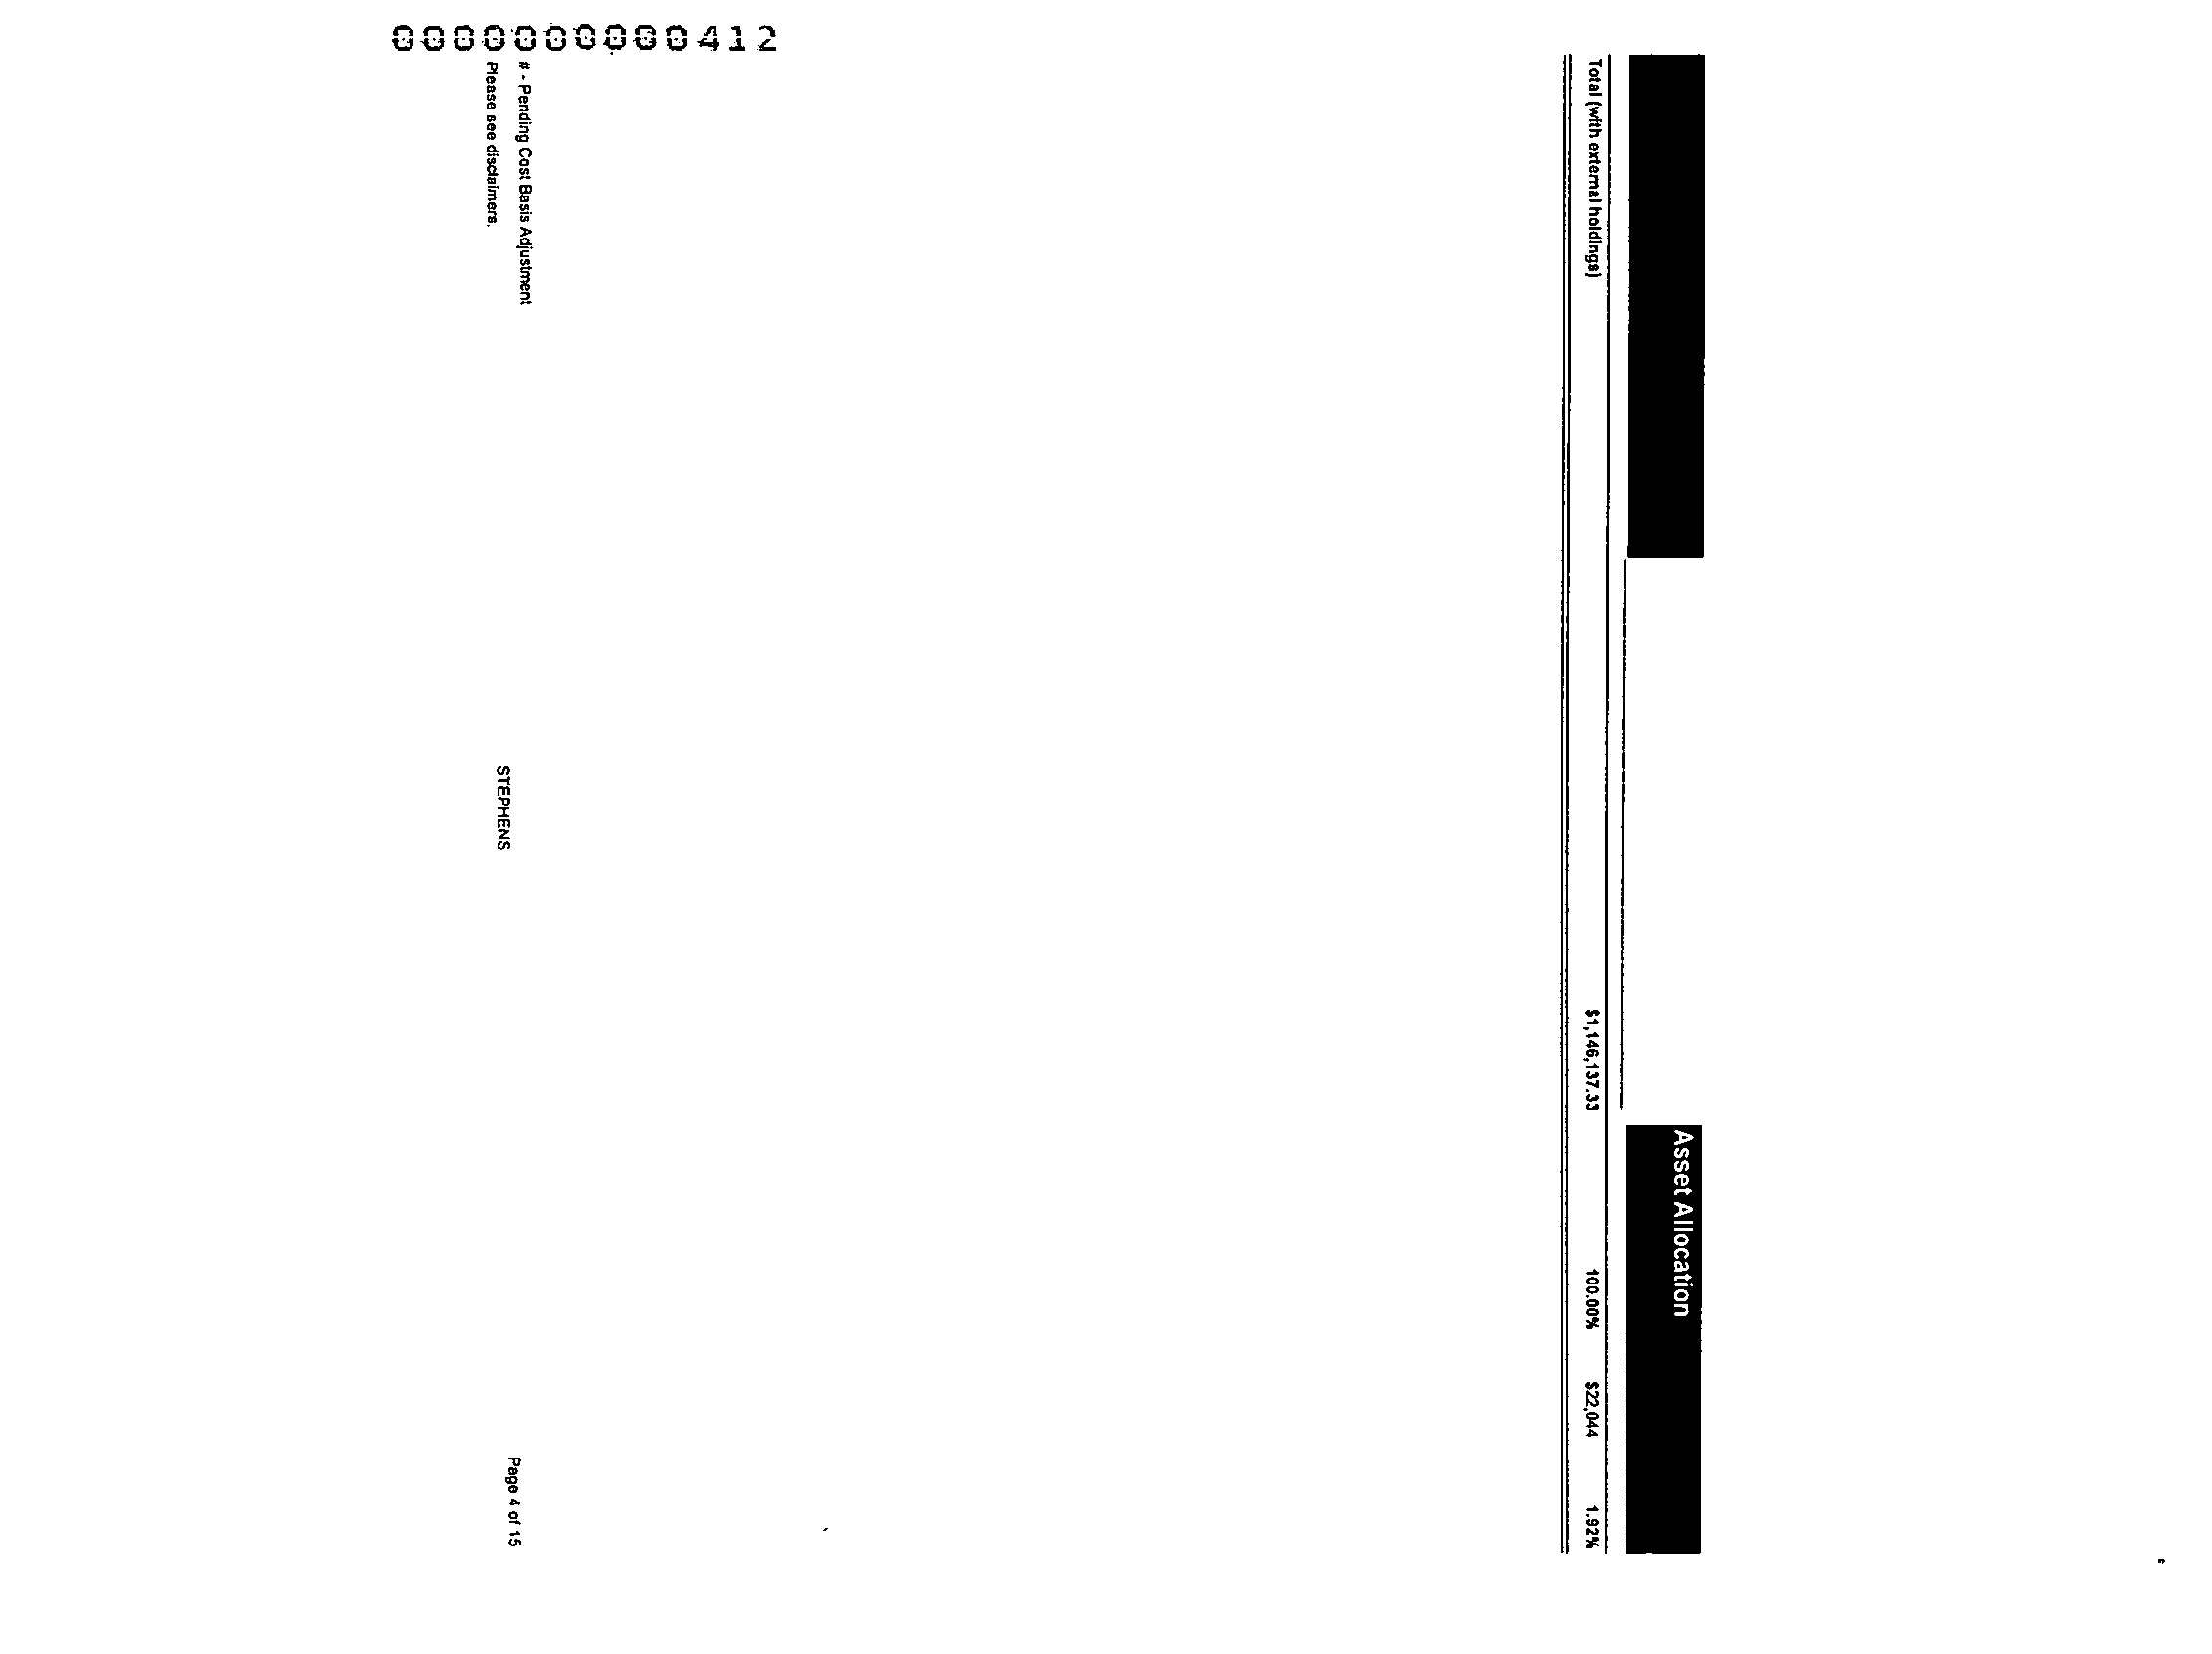 0000000000412
Asset Allocation
Total (with external holdings) $1,146,137.33 100.00% $22,044 1.92%
# - Pending Cost Basis Adjustment
Please see disclaimers.
STEPHENS
Page 4 of 15